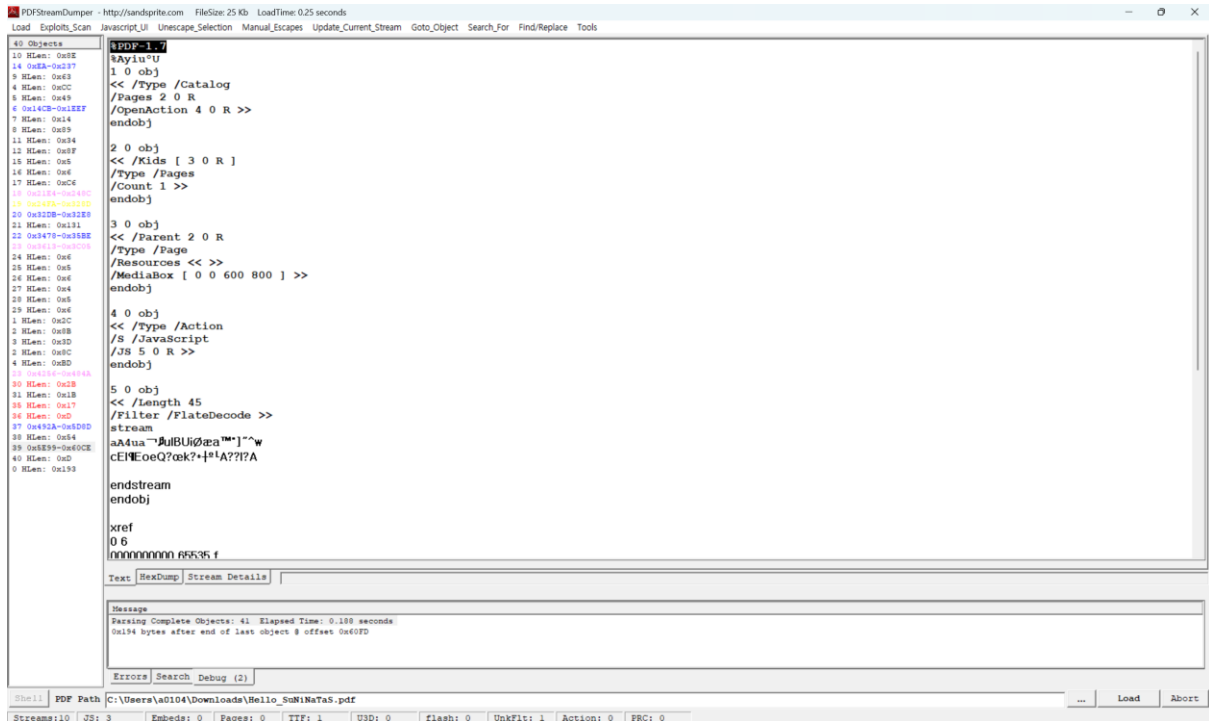 PDFStreamDumper - http://sandsprite.com FileSize: 25 Kb LoadTime: 0.25 seconds
Load Exploits_Scan Javascript_UI Unescape_Selection Manual_Escapes Update_Current_Stream Goto_Object Search_For Find/Replace Tools
40 Objects
10 HLen: 0x8E
14 0xEA-0x237
9 HLen: 0x63
4 HLen: 0xCC
5 HLen: 0x49
6 0x14CB-0x1EEF
7 HLen: 0x14
8 HLen: 0x89
11 HLen: 0x34
12 HLen: 0x8F
15 HLen: 0x5
16 HLen: 0x6
17 HLen: 0xC6
20 0x32DB-0x32E8
21 HLen: 0x131
22 0x3478-0x35BE
24 HLen: 0x6
25 HLen: 0x5
26 HLen: 0x6
27 HLen: 0x4
28 HLen: 0x5
29 HLen: 0x6
1 HLen: 0x2C
2 HLen: 0x8B
3 HLen: 0x3D
2 HLen: 0x8C
4 HLen: 0xBD
30 HLen: 0x2B
31 HLen: 0x1B
35 HLen: 0x17
36 HLen: 0xD
37 0x492A-0x5D8D
38 HLen: 0x54
39 0x5E99-0x60CE
40 HLen: 0xD
0 HLen: 0x193
%PDF-1.7
%Ayiu°U
1 0 obj
<< /Type /Catalog
/Pages 2 0 R
/OpenAction 4 0 R >>
endobj
2 0 obj
<< /Kids [ 3 0 R ]
/Type /Pages
/Count 1 >>
endobj
3 0 obj
<< /Parent 2 0 R
/Type /Page
/Resources << >>
/MediaBox [ 0 0 600 800 ] >>
endobj
4 0 obj
<< /Type /Action
/S /JavaScript
/JS 5 0 R >>
endobj
5 0 obj
<< /Length 45
/Filter /FlateDecode >>
stream
endstream
endobj
xref
0 6
0000000000 65535 f
Text HexDump Stream Details
Message
Parsing Complete Objects: 41 Elapsed Time: 0.188 seconds
0x194 bytes after end of last object @ offset 0x60FD
Errors Search Debug (2)
Shell PDF Path C:\Users\a0104\Downloads\Hello_SuNiNaTaS.pdf ... Load Abort
Streams:10 JS: 3 Embeds: 0 Pages: 0 TTF: 1 U3D: 0 flash: 0 UnkFlt: 1 Action: 0 PRC: 0